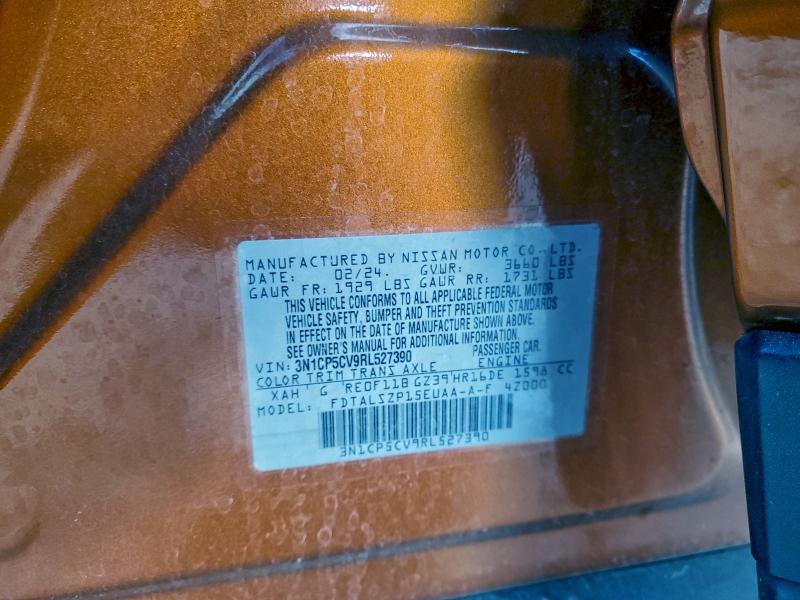 MANUFACTURED BY NISSAN MOTOR CO., LTD.
DATE: 02/24. GVWR: 3660 LBS
GAWR FR: 1929 LBS GAWR RR: 1731 LBS
THIS VEHICLE CONFORMS TO ALL APPLICABLE FEDERAL MOTOR
VEHICLE SAFETY, BUMPER AND THEFT PREVENTION STANDARDS
IN EFFECT ON THE DATE OF MANUFACTURE SHOWN ABOVE.
SEE OWNER'S MANUAL FOR ADDITIONAL INFORMATION.
VIN: 3N1CP5CV9RL527390 PASSENGER CAR.
COLOR TRIM TRANS AXLE ENGINE
XAH G RE0F11B GZ39 HR16DE 1598 CC
MODEL: FDTALSZP15EUAA-A-F 4Z000
3N1CP5CV9RL527390